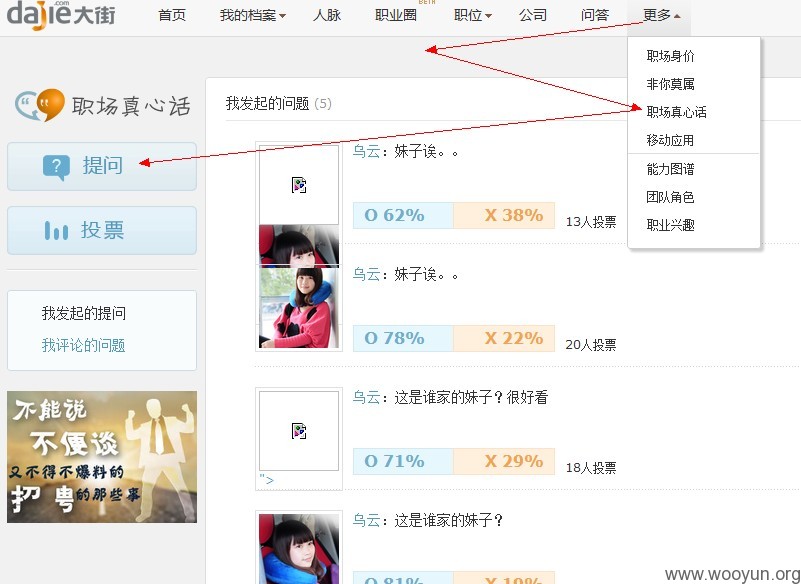 dajie.com大街
首页 我的档案 人脉 职业圈 BETA 职位 公司 问答 更多
职场身价
非你莫属
职场真心话
移动应用
能力图谱
团队角色
职业兴趣
职场真心话
提问
投票
我发起的提问
我评论的问题
不能说
不便谈
又不得不爆料的
招聘的那些事
我发起的问题 (5)
乌云：妹子诶。。
O 62% X 38% 13人投票
乌云：妹子诶。。
O 78% X 22% 20人投票
乌云：这是谁家的妹子？很好看
O 71% X 29% 18人投票
">
乌云：这是谁家的妹子？
O 81% X 19%
www.wooyun.org